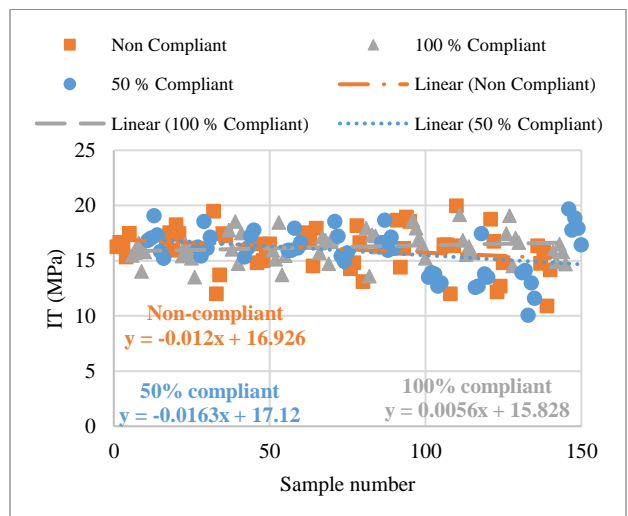 Non Compliant
100 % Compliant
50 % Compliant
Linear (Non Compliant)
Linear (100 % Compliant)
Linear (50 % Compliant)
25
20
15
10
5
0
IT (MPa)
Non-compliant
y = -0.012x + 16.926
50% compliant
y = -0.0163x + 17.12
100% compliant
y = 0.0056x + 15.828
0
50
100
150
Sample number